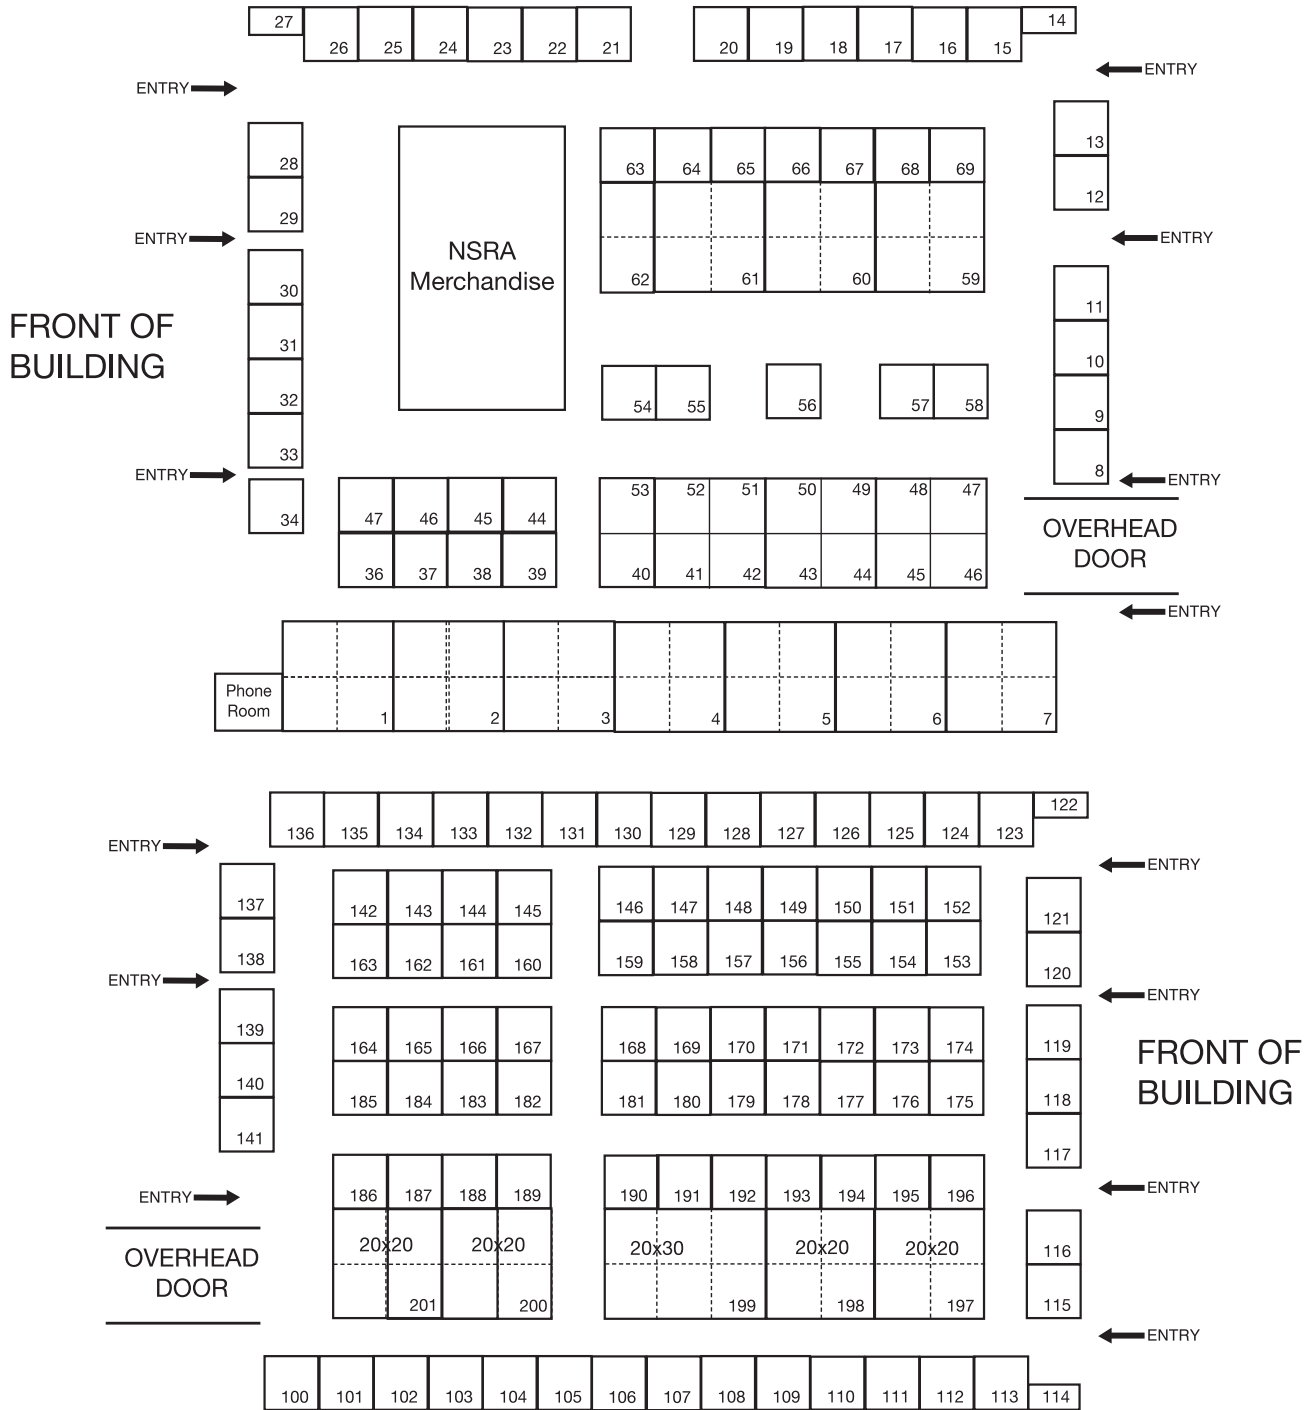 27 26 25 24 23 22 21 20 19 18 17 16 15 14
ENTRY ENTRY
28 63 64 65 66 67 68 69 13
29 12
ENTRY ENTRY
NSRA
Merchandise
62 61 60 59
30 11
FRONT OF
BUILDING
31 10
32 54 55 56 57 58 9
33 8
ENTRY ENTRY
34 47 46 45 44 53 52 51 50 49 48 47
OVERHEAD
DOOR
36 37 38 39 40 41 42 43 44 45 46
ENTRY
Phone
Room
1 2 3 4 5 6 7
122
136 135 134 133 132 131 130 129 128 127 126 125 124 123
ENTRY ENTRY
137 142 143 144 145 146 147 148 149 150 151 152 121
138 163 162 161 160 159 158 157 156 155 154 153 120
ENTRY ENTRY
139 164 165 166 167 168 169 170 171 172 173 174 119
FRONT OF
BUILDING
140 185 184 183 182 181 180 179 178 177 176 175 118
141 117
ENTRY 186 187 188 189 190 191 192 193 194 195 196 ENTRY
OVERHEAD
DOOR
20x20 20x20 20x30 20x20 20x20 116
201 200 199 198 197 115
ENTRY
100 101 102 103 104 105 106 107 108 109 110 111 112 113 114